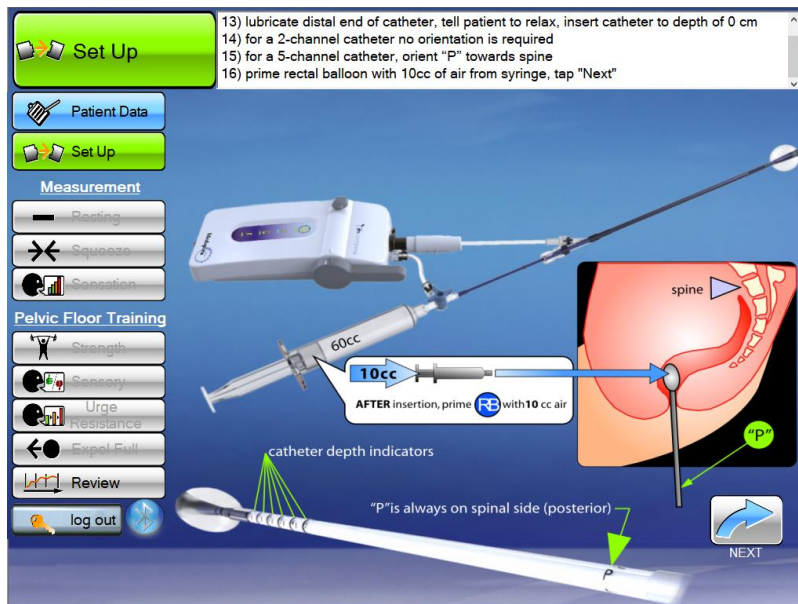 Set Up
13) lubricate distal end of catheter, tell patient to relax, insert catheter to depth of 0 cm
14) for a 2-channel catheter no orientation is required
15) for a 5-channel catheter, orient “P” towards spine
16) prime rectal balloon with 10cc of air from syringe, tap "Next"
Patient Data
Set Up
Measurement
Resting
Squeeze
Sensation
Pelvic Floor Training
Strength
Sensory
Urge
Resistance
Expel Full
Review
log out
60cc
10cc
AFTER insertion, prime RB with 10 cc air
spine
“P”
catheter depth indicators
“P”is always on spinal side (posterior)
P
NEXT